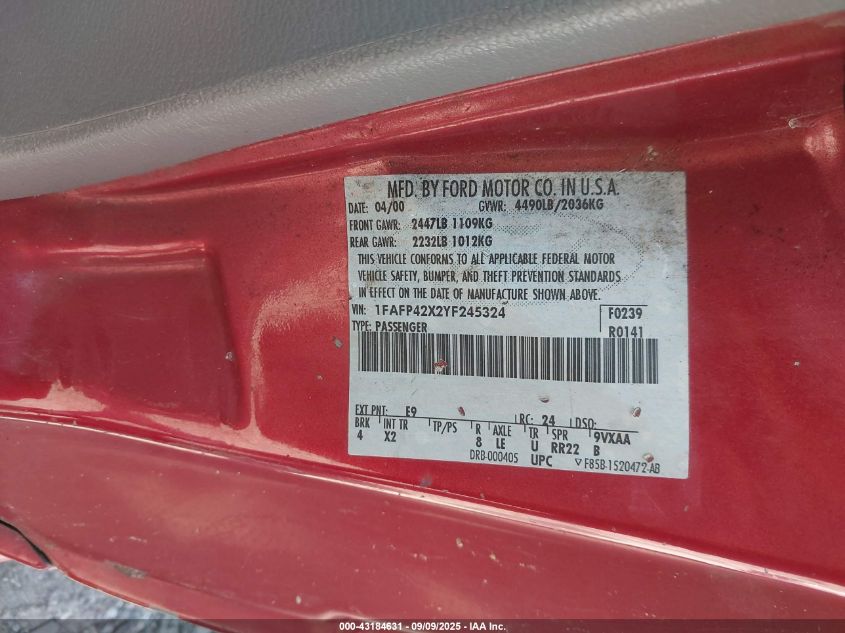 MFD. BY FORD MOTOR CO. IN U.S.A.
DATE: 04/00 GVWR: 4490LB/2036KG
FRONT GAWR: 2447LB 1109KG
REAR GAWR: 2232LB 1012KG
THIS VEHICLE CONFORMS TO ALL APPLICABLE FEDERAL MOTOR
VEHICLE SAFETY, BUMPER, AND THEFT PREVENTION STANDARDS
IN EFFECT ON THE DATE OF MANUFACTURE SHOWN ABOVE.
VIN: 1FAFP42X2YF245324 F0239
TYPE: PASSENGER R0141
EXT PNT: E9 RC: 24 DSO:
BRK INT TR TP/PS R AXLE TR SPR 9VXAA
4 X2 8 LE U RR22 B
DRB-000405 UPC ▽F85B-1520472-AB
000-43184631 - 09/09/2025 - IAA Inc.